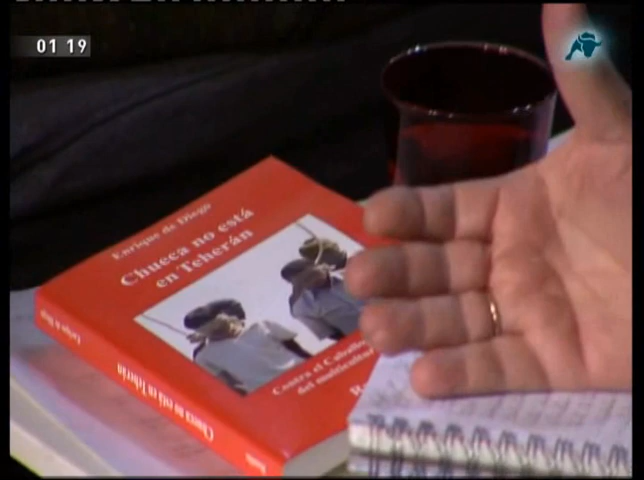 01 19
Enrique de Diego
Chueca no está
en Teherán
Contra el Caballo
del multicultu
Chueca no está en Teherán